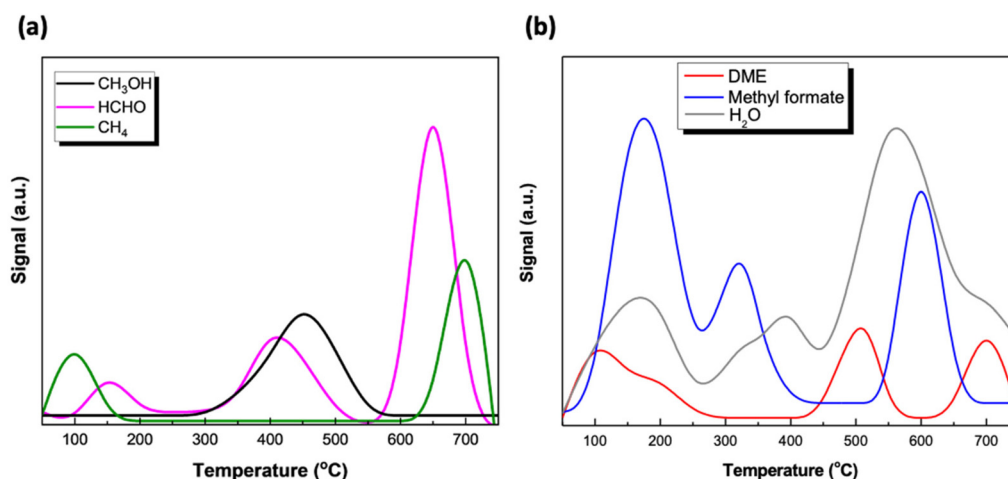 (a)
CH₃OH
HCHO
CH₄
Signal (a.u.)
100 200 300 400 500 600 700
Temperature (°C)
(b)
DME
Methyl formate
H₂O
Signal (a.u.)
100 200 300 400 500 600 700
Temperature (°C)